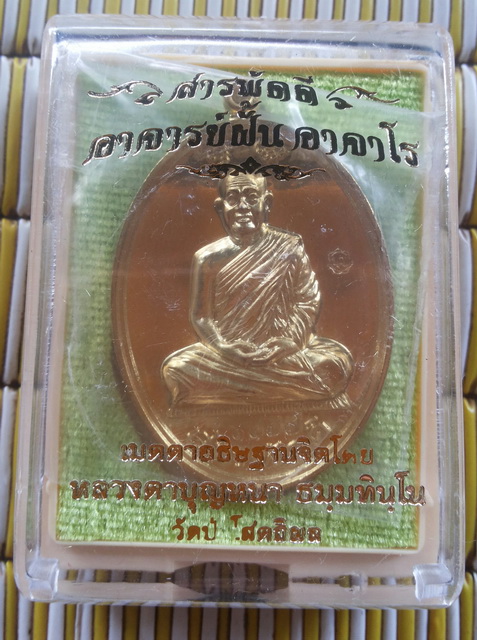 สารพัดดี
อาจารย์ฝั้น อาจาโร
เมตตาอธิษฐานจิตโดย
หลวงตาบุญหนา ธมฺมทินฺโน
วัดป่าโสตถิผล